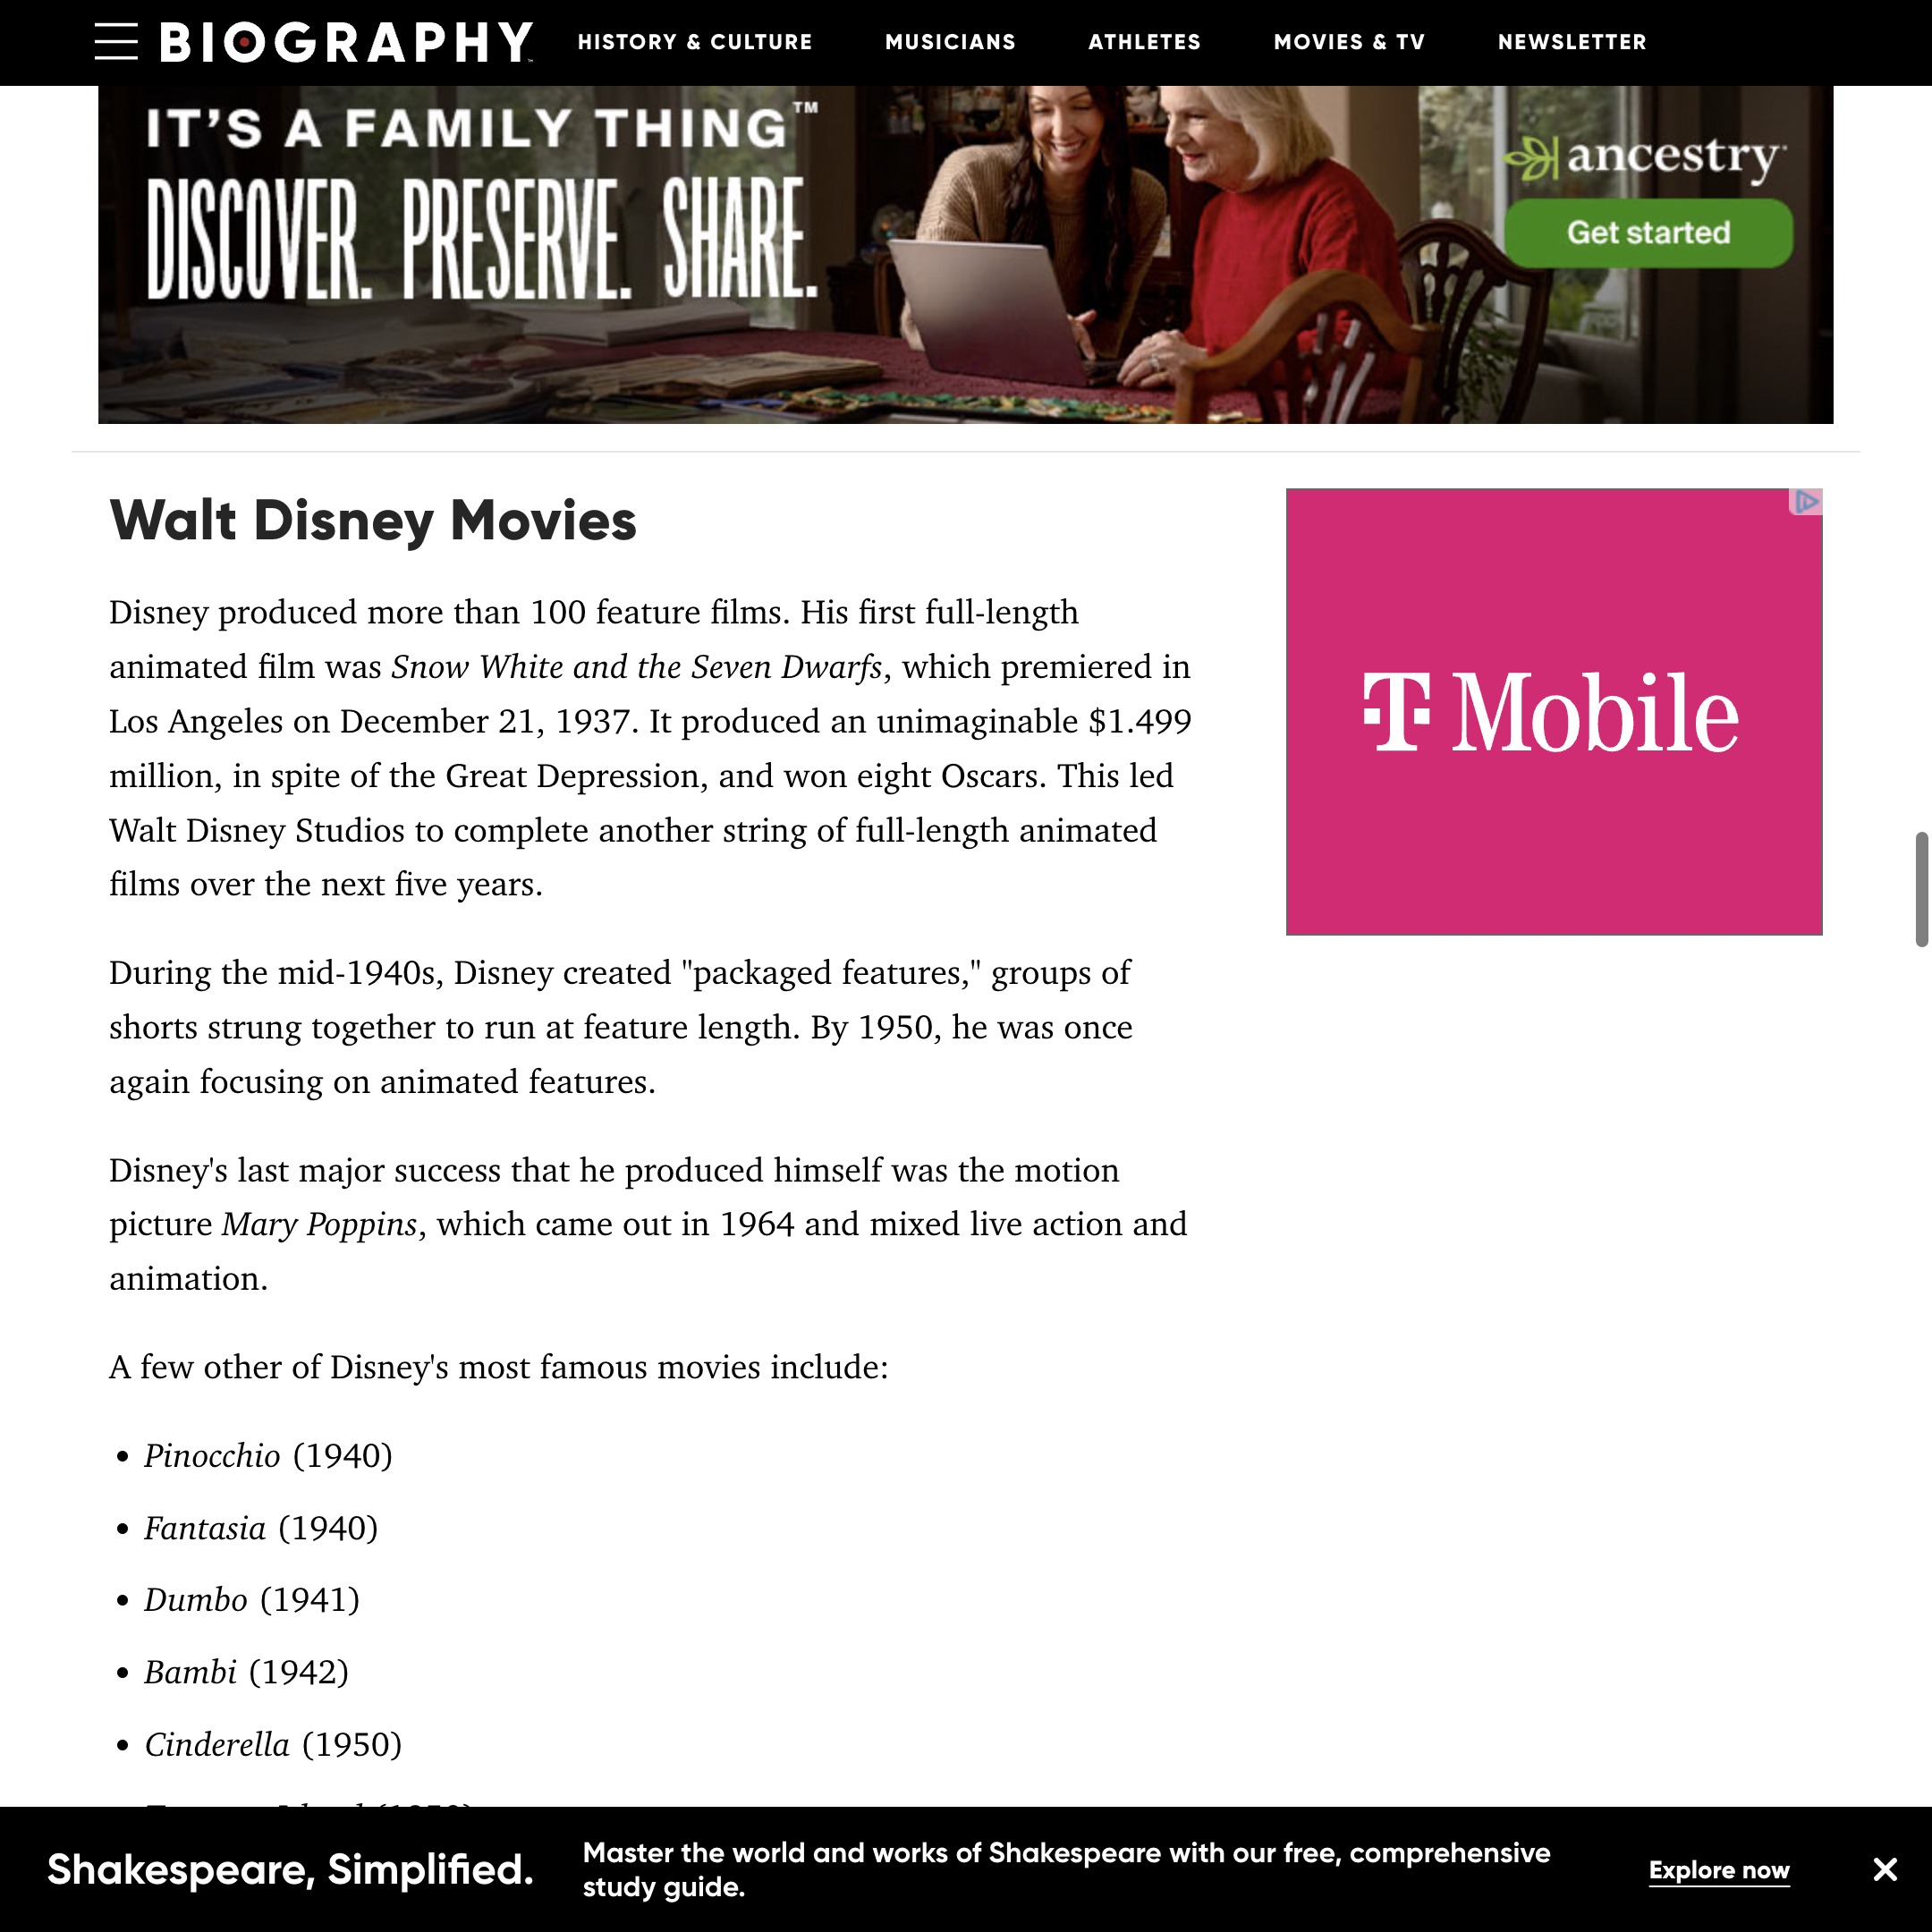 BIOGRAPHY
HISTORY & CULTURE
MUSICIANS
ATHLETES
MOVIES & TV
NEWSLETTER
IT'S A FAMILY THING™
DISCOVER. PRESERVE. SHARE.
ancestry
Get started
Walt Disney Movies
Disney produced more than 100 feature films. His first full-length
animated film was Snow White and the Seven Dwarfs, which premiered in
Los Angeles on December 21, 1937. It produced an unimaginable $1.499
million, in spite of the Great Depression, and won eight Oscars. This led
Walt Disney Studios to complete another string of full-length animated
films over the next five years.
During the mid-1940s, Disney created "packaged features," groups of
shorts strung together to run at feature length. By 1950, he was once
again focusing on animated features.
Disney's last major success that he produced himself was the motion
picture Mary Poppins, which came out in 1964 and mixed live action and
animation.
A few other of Disney's most famous movies include:
• Pinocchio (1940)
• Fantasia (1940)
• Dumbo (1941)
• Bambi (1942)
• Cinderella (1950)
T Mobile
Shakespeare, Simplified.
Master the world and works of Shakespeare with our free, comprehensive
study guide.
Explore now